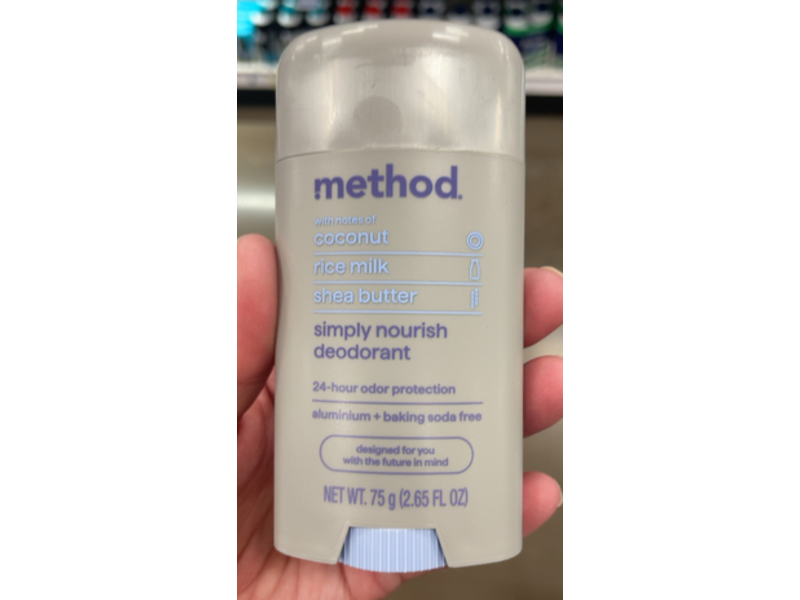 method.
with notes of
coconut
rice milk
shea butter
simply nourish
deodorant
24-hour odor protection
aluminium + baking soda free
designed for you
with the future in mind
NET WT. 75 g (2.65 FL OZ)